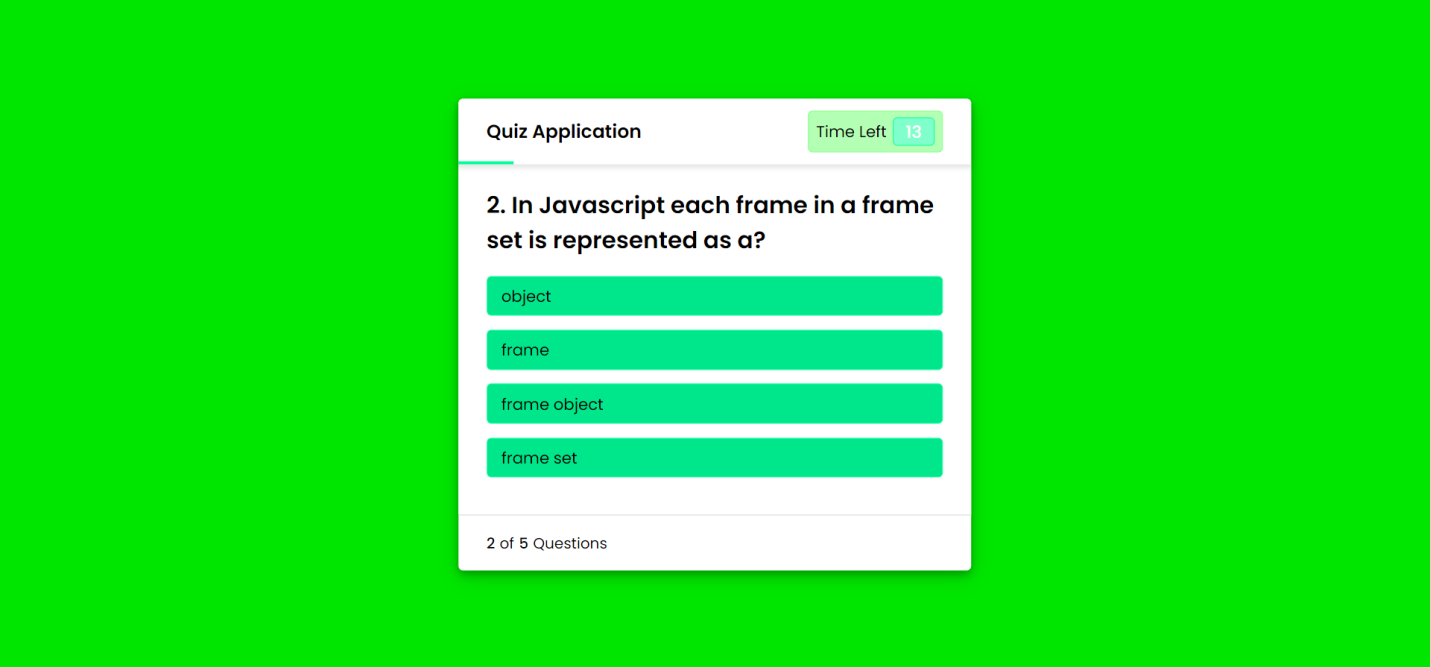 Quiz Application
Time Left 13
2. In Javascript each frame in a frame
set is represented as a?
object
frame
frame object
frame set
2 of 5 Questions